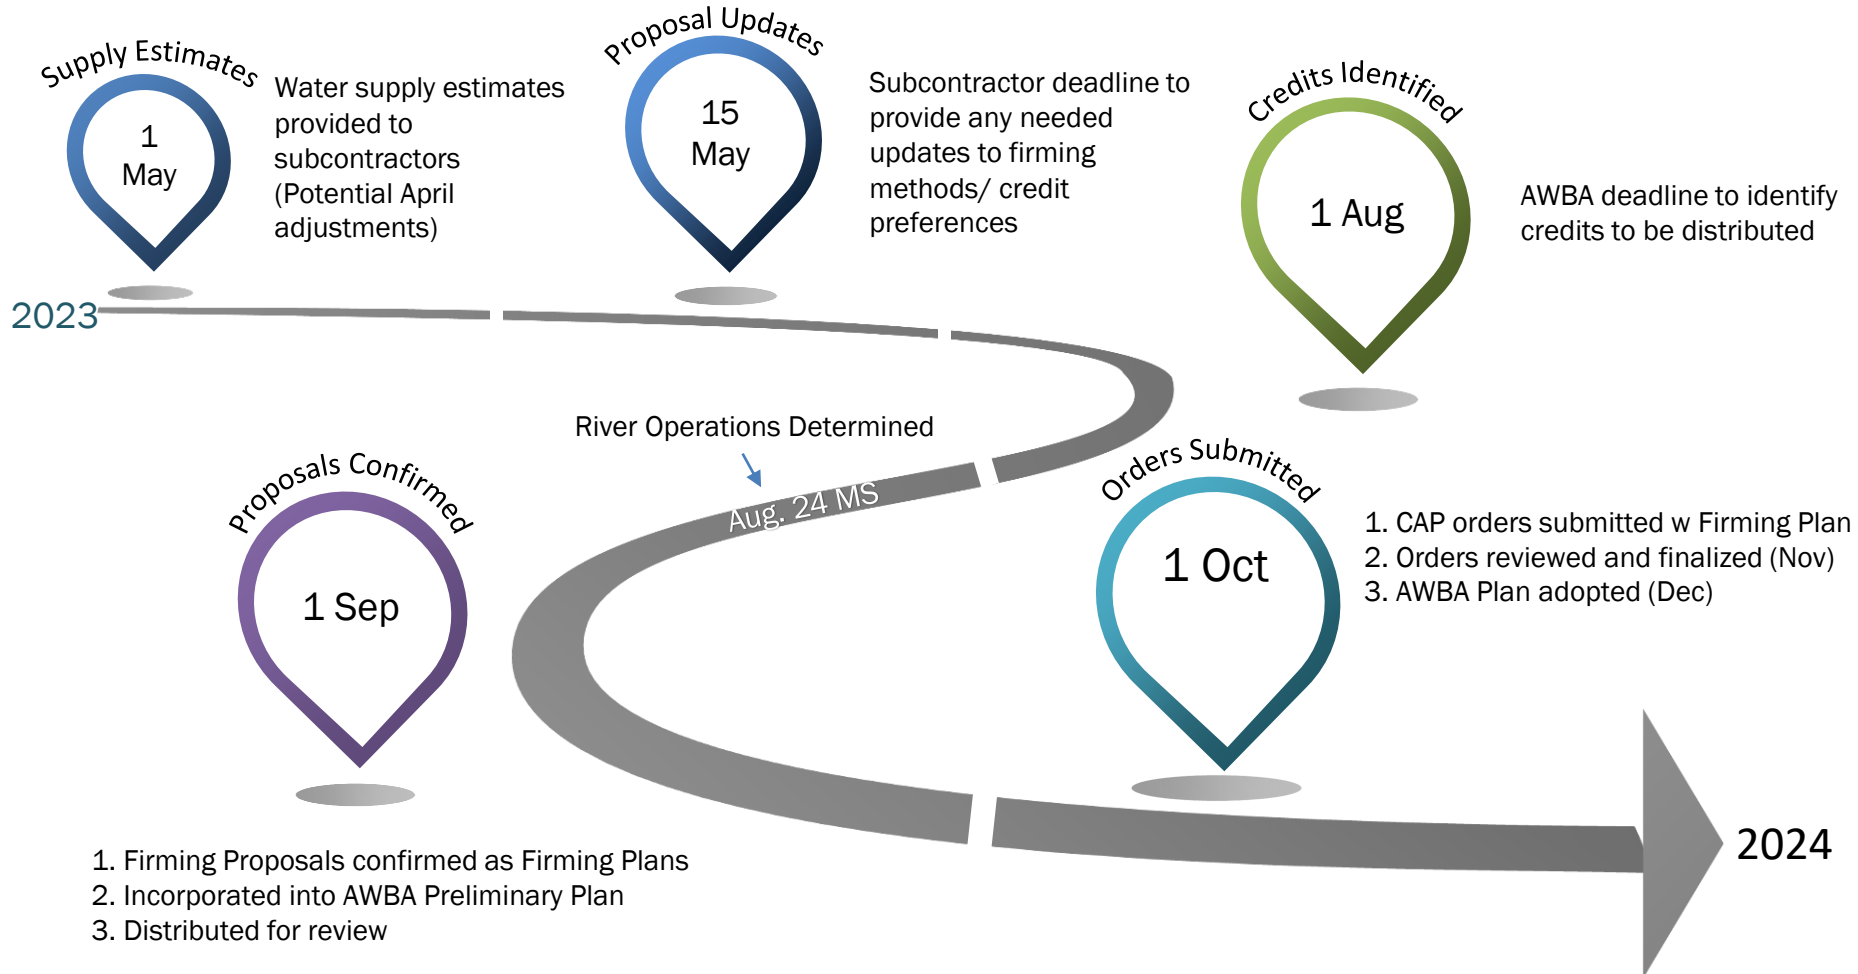 Supply Estimates
1
May
Water supply estimates
provided to
subcontractors
(Potential April
adjustments)
Proposal Updates
15
May
Subcontractor deadline to
provide any needed
updates to firming
methods/ credit
preferences
Credits Identified
1 Aug
AWBA deadline to identify
credits to be distributed
2023
River Operations Determined
Aug. 24 MS
Proposals Confirmed
1 Sep
1. Firming Proposals confirmed as Firming Plans
2. Incorporated into AWBA Preliminary Plan
3. Distributed for review
Orders Submitted
1 Oct
1. CAP orders submitted w Firming Plan
2. Orders reviewed and finalized (Nov)
3. AWBA Plan adopted (Dec)
2024